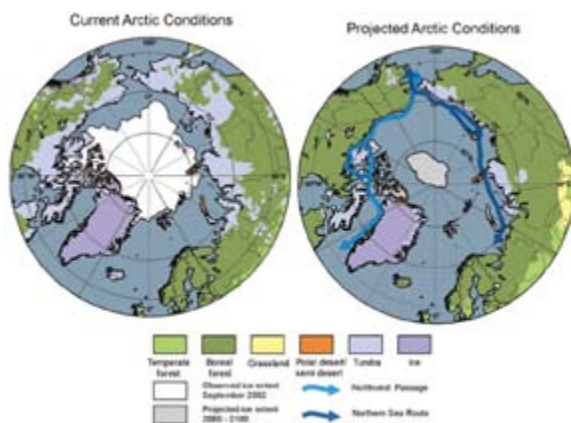 Current Arctic Conditions
Projected Arctic Conditions
Temperate forest
Boreal forest
Grassland
Polar desert/ semi desert
Tundra
Ice
Observed ice extent
September 2002
Northwest Passage
Projected ice extent
2080 - 2100
Northern Sea Route